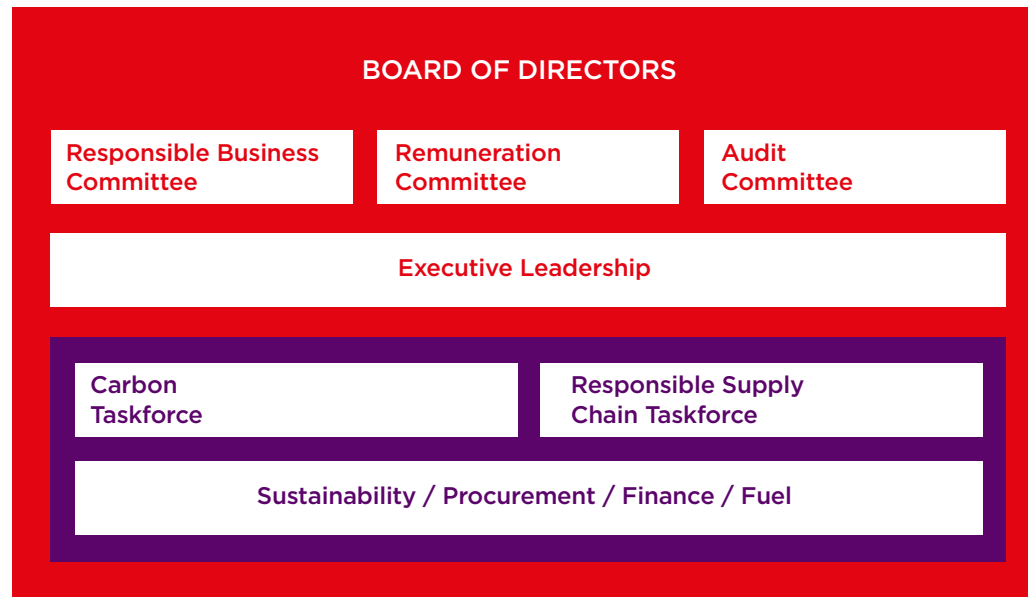 BOARD OF DIRECTORS
Responsible Business
Committee
Remuneration
Committee
Audit
Committee
Executive Leadership
Carbon
Taskforce
Responsible Supply
Chain Taskforce
Sustainability / Procurement / Finance / Fuel